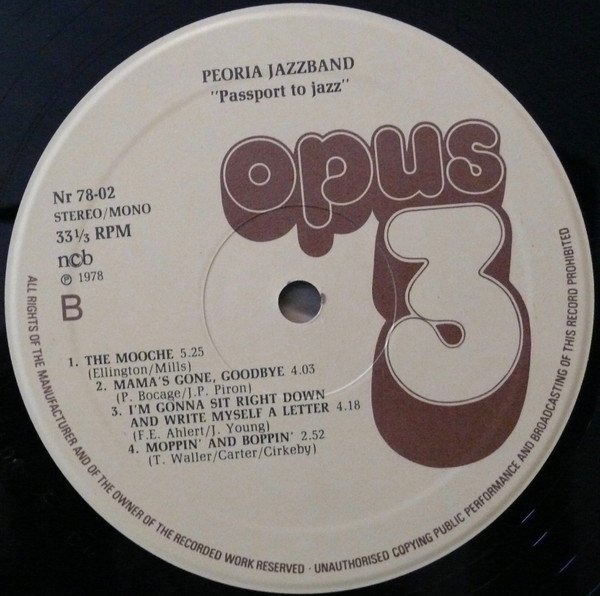 PEORIA JAZZBAND
"Passport to jazz"
opus
3
Nr 78-02
STEREO/MONO
33 1/3 RPM
ncb
℗ 1978
B
1. THE MOOCHE 5.25
(Ellington/Mills)
2. MAMA'S GONE, GOODBYE 4.03
(P. Bocage/J.P. Piron)
3. I'M GONNA SIT RIGHT DOWN
AND WRITE MYSELF A LETTER 4.18
(F.E. Ahlert/J. Young)
4. MOPPIN' AND BOPPIN' 2.52
(T. Waller/Carter/Cirkeby)
ALL RIGHTS OF THE MANUFACTURER AND OF THE OWNER OF THE RECORDED WORK RESERVED · UNAUTHORISED COPYING PUBLIC PERFORMANCE AND BROADCASTING OF THIS RECORD PROHIBITED